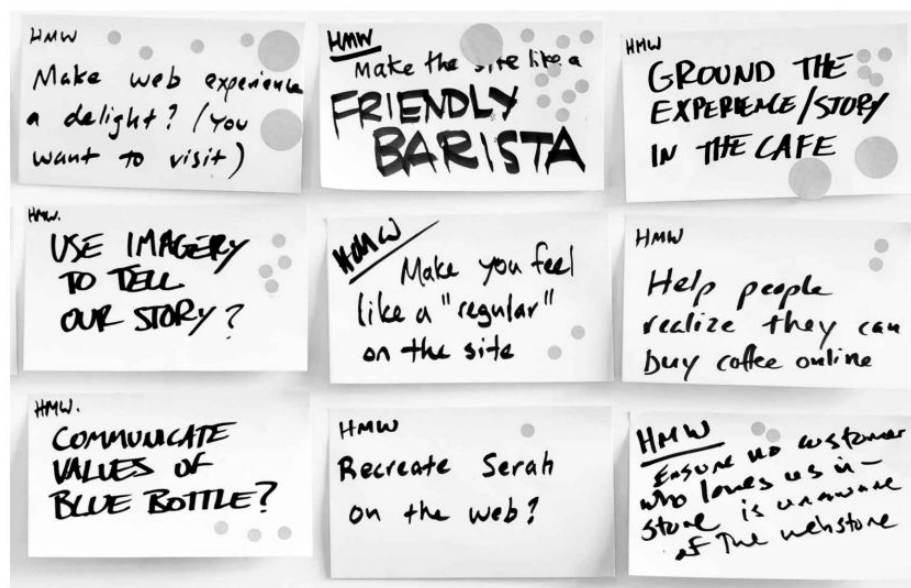 HMW
Make web experience
a delight? (you
want to visit)
HMW
Make the site like a
FRIENDLY
BARISTA
HMW
GROUND THE
EXPERIENCE/STORY
IN THE CAFE
HMW.
USE IMAGERY
TO TELL
OUR STORY?
HMW
Make you feel
like a "regular"
on the site
HMW
Help people
realize they can
buy coffee online
HMW.
COMMUNICATE
VALUES OF
BLUE BOTTLE?
HMW
Recreate Serah
on the web?
HMW
Ensure no customer
who loves us in-
store is unaware
of The webstore